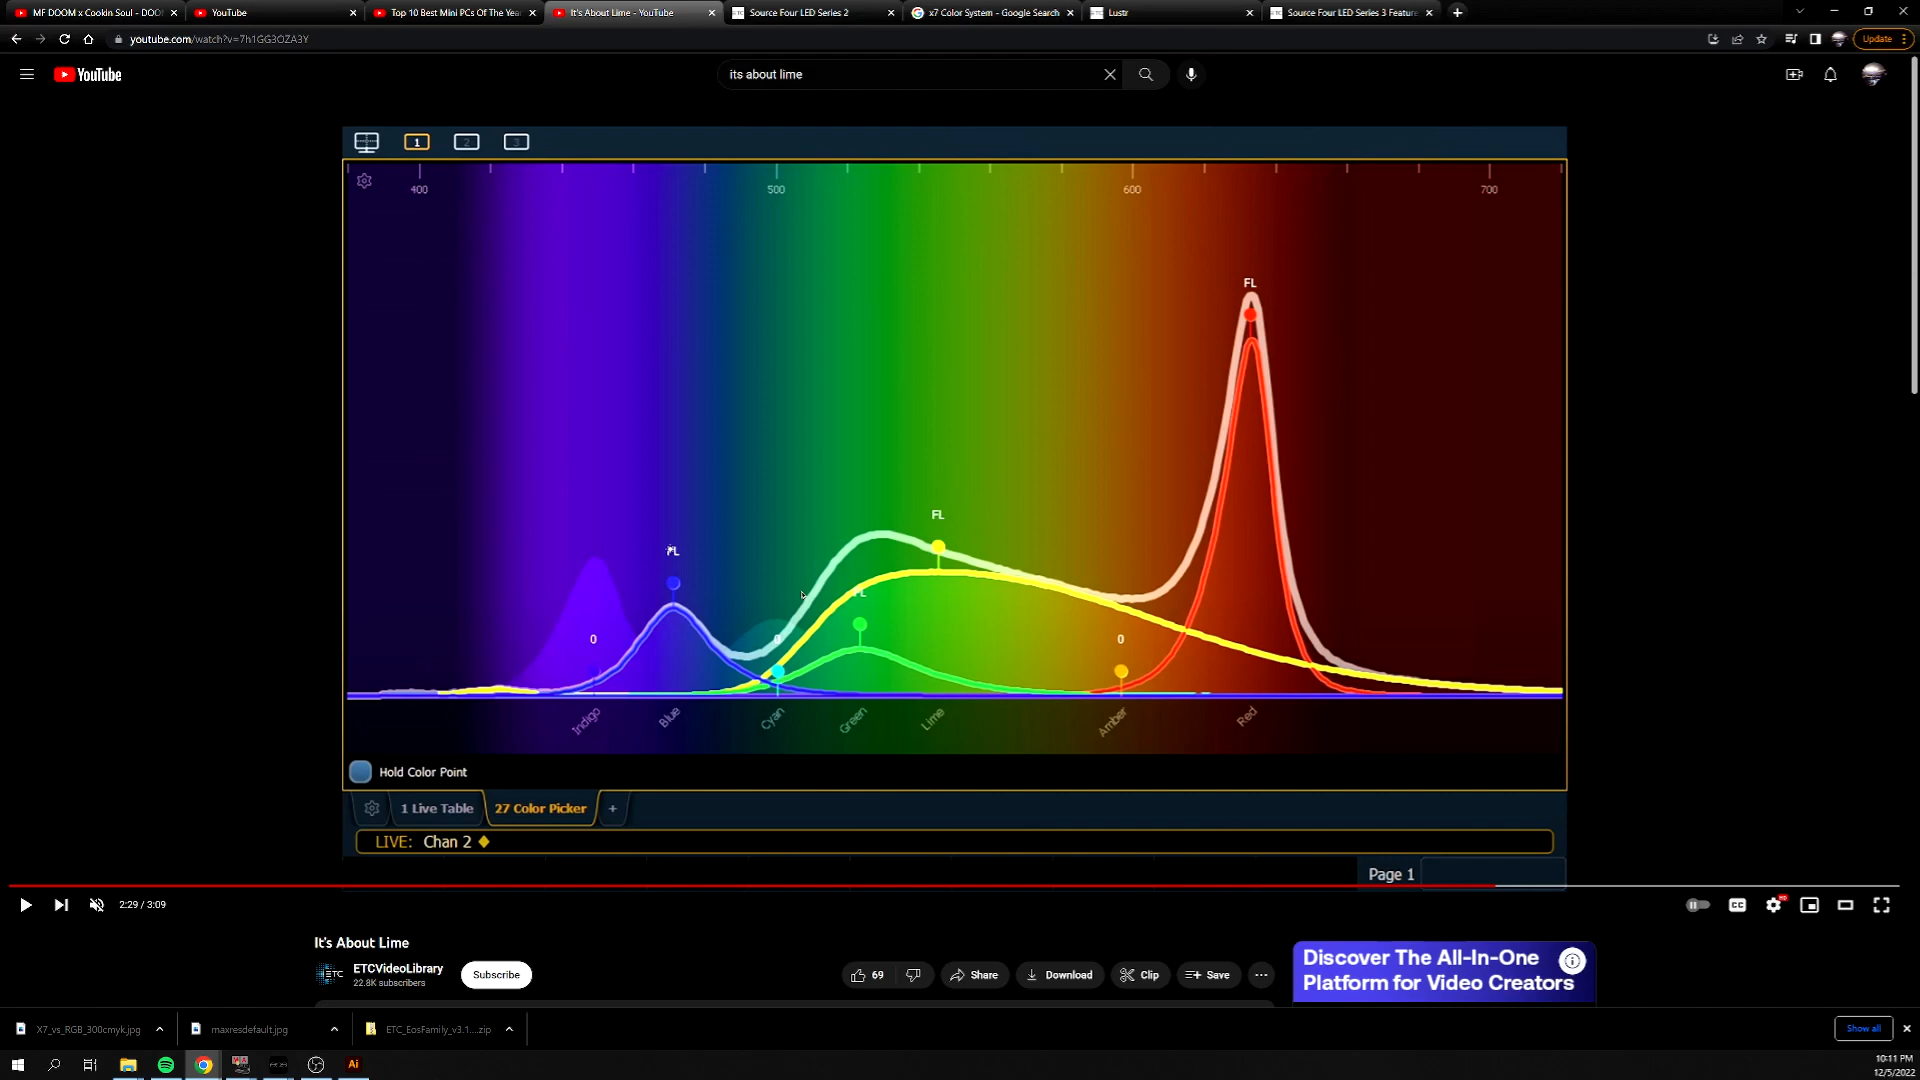 MF DOOM x Cookin Soul - DOO
YouTube
Top 10 Best Mini PCs Of The Yea
It's About Lime - YouTube
Source Four LED Series 2
x7 Color System - Google Search
Lustr
Source Four LED Series 3 Feature
youtube.com/watch?v=7h1GG3OZA3Y
Update
YouTube
its about lime
1 2 3
400 500 600 700
FL
FL
FL
FL
0 0 0
Indigo Blue Cyan Green Lime Amber Red
Hold Color Point
1 Live Table 27 Color Picker +
LIVE: Chan 2
Page 1
2:29 / 3:09
CC
HD
It's About Lime
ETC
ETCVideoLibrary
22.8K subscribers
Subscribe
69 Share Download Clip Save
Discover The All-In-One
Platform for Video Creators
X7_vs_RGB_300cmyk.jpg
maxresdefault.jpg
ETC_EosFamily_v3.1....zip
Show all
Ai
10:11 PM
12/5/2022